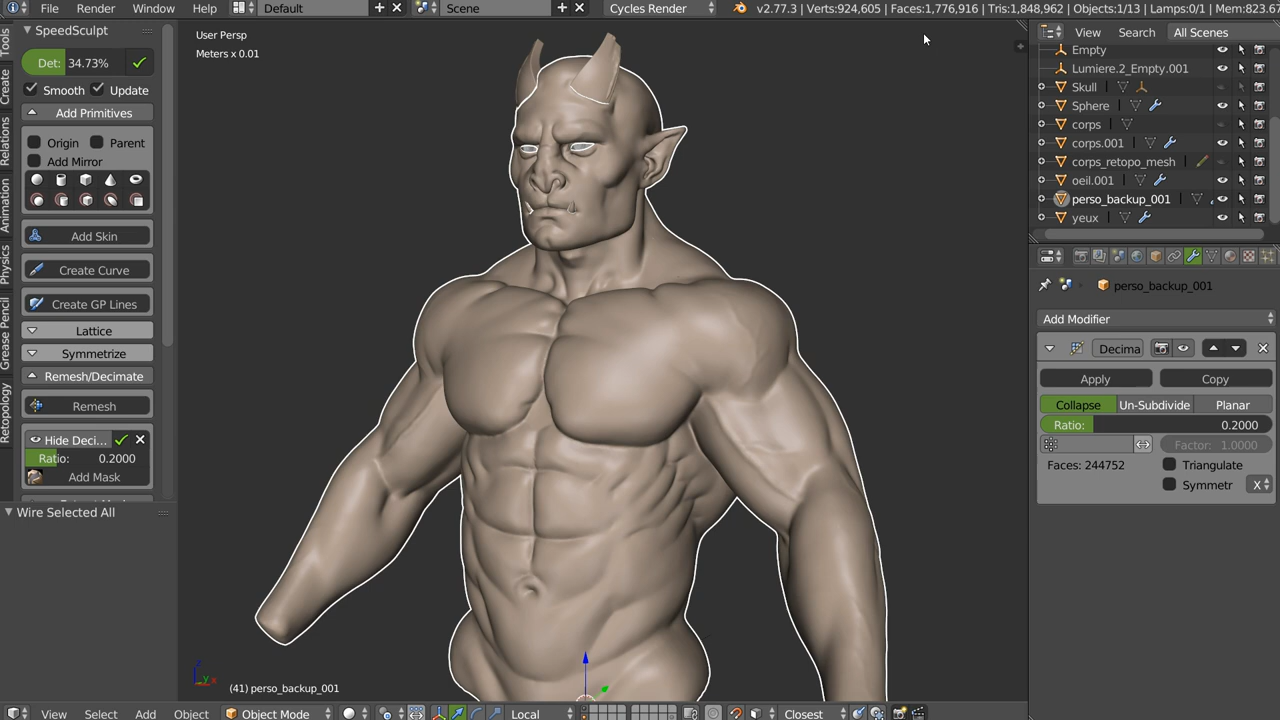 File Render Window Help Default Scene Cycles Render v2.77.3 | Verts:924,605 | Faces:1,776,916 | Tris:1,848,962 | Objects:1/13 | Lamps:0/1 | Mem:823.6
Tools
Create
Relations
Animation
Physics
Grease Pencil
Retopology
SpeedSculpt
Det: 34.73%
Smooth Update
Add Primitives
Origin Parent
Add Mirror
Add Skin
Create Curve
Create GP Lines
Lattice
Symmetrize
Remesh/Decimate
Remesh
Hide Deci...
Ratio: 0.2000
Add Mask
Wire Selected All
User Persp
Meters x 0.01
(41) perso_backup_001
View Select Add Object Object Mode Local Closest
View Search All Scenes
Empty
Lumiere.2_Empty.001
Skull
Sphere
corps
corps.001
corps_retopo_mesh
oeil.001
perso_backup_001
yeux
perso_backup_001
Add Modifier
Decima
Apply Copy
Collapse Un-Subdivide Planar
Ratio: 0.2000
Factor: 1.0000
Faces: 244752 Triangulate
Symmetr X